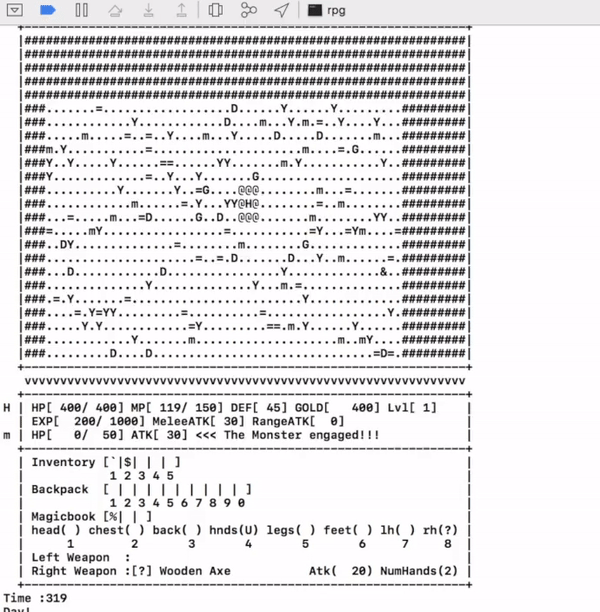 rpg
+--------------------------------------------------------------+
|##############################################################|
|##############################################################|
|##############################################################|
|##############################################################|
|##############################################################|
|###.......=..................D......Y......Y.........#########|
|###............Y............D....m...Y.m.=..Y....Y...#########|
|###.....m.....=..=..Y....m...Y.....D.....D.......m...#########|
|###m.Y...........=.......................m....=.G....#########|
|###Y..Y......Y......==......YY.......m.Y...........Y..#########|
|###Y.............=..Y...Y.......G....................#########|
|###..........Y.......Y..=G....@@@........m...=.......#########|
|###............m.......=.Y...YY@H@........=..m.......#########|
|###...=.....m...=D......G..D..@@@.......m........YY..#########|
|###=.....mY.............=..............=Y...=Ym....=#########|
|###..DY..............=........m........G.............#########|
|###.....................=..=.D.......D...Y.m......=..#########|
|###...D............D................Y.............&..#########|
|###..............Y..............Y...m.=..............#########|
|###.=.Y.......=........................Y.............#########|
|###....=.Y=YY.........=..........=.................Y.#########|
|###.....Y.Y............=Y.........==.m.Y......Y......#########|
|###............Y.......m....................m..mY....#########|
|###.........D....D...............................=D=.#########|
+--------------------------------------------------------------+
vvvvvvvvvvvvvvvvvvvvvvvvvvvvvvvvvvvvvvvvvvvvvvvvvvvvvvvvvvvvvv
+--------------------------------------------------------------+
H | HP[ 400/ 400] MP[ 119/ 150] DEF[ 45] GOLD[   400] Lvl[ 1] |
| EXP[  200/ 1000] MeleeATK[ 30] RangeATK[  0] |
m | HP[   0/  50] ATK[ 30] <<< The Monster engaged!!! |
+--------------------------------------------------------------+
| Inventory [`|$| | | ] |
| 1 2 3 4 5 |
| Backpack  [ | | | | | | | | | ] |
| 1 2 3 4 5 6 7 8 9 0 |
| Magicbook [%| | ] |
| head( ) chest( ) back( ) hnds(U) legs( ) feet( ) lh( ) rh(?) |
| 1 2 3 4 5 6 7 8 |
| Left Weapon  : |
| Right Weapon :[?] Wooden Axe Atk(  20) NumHands(2) |
+--------------------------------------------------------------+
Time :319
Day!